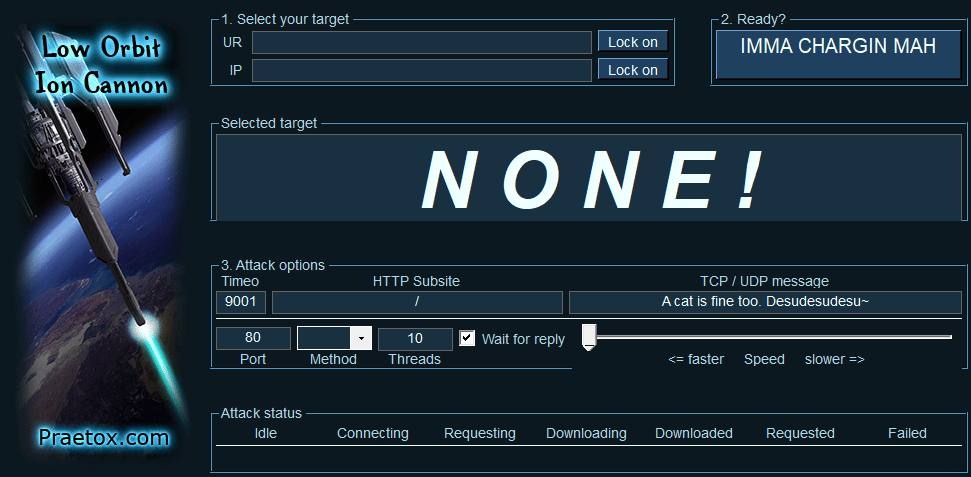 Low Orbit
Ion Cannon
Praetox.com
1. Select your target
UR Lock on
IP Lock on
2. Ready?
IMMA CHARGIN MAH
Selected target
N O N E !
3. Attack options
Timeo HTTP Subsite TCP / UDP message
9001 / A cat is fine too. Desudesudesu~
80 10 Wait for reply
Port Method Threads <= faster Speed slower =>
Attack status
Idle Connecting Requesting Downloading Downloaded Requested Failed